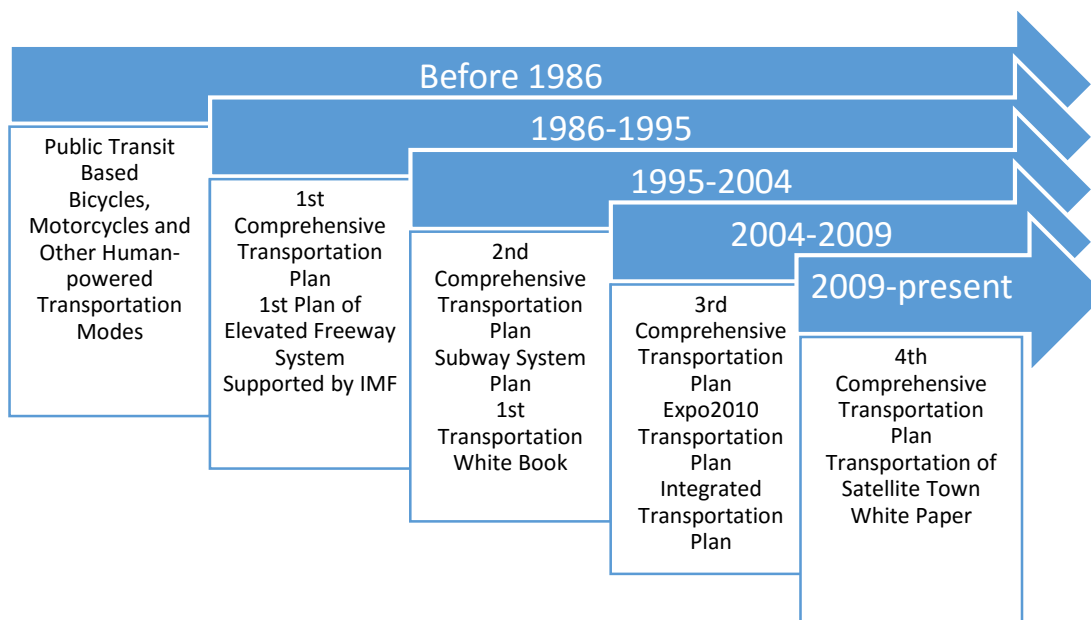 Before 1986
Public Transit
Based
Bicycles,
Motorcycles and
Other Human-
powered
Transportation
Modes
1986-1995
1st
Comprehensive
Transportation
Plan
1st Plan of
Elevated Freeway
System
Supported by IMF
1995-2004
2nd
Comprehensive
Transportation
Plan
Subway System
Plan
1st
Transportation
White Book
2004-2009
3rd
Comprehensive
Transportation
Plan
Expo2010
Transportation
Plan
Integrated
Transportation
Plan
2009-present
4th
Comprehensive
Transportation
Plan
Transportation of
Satellite Town
White Paper